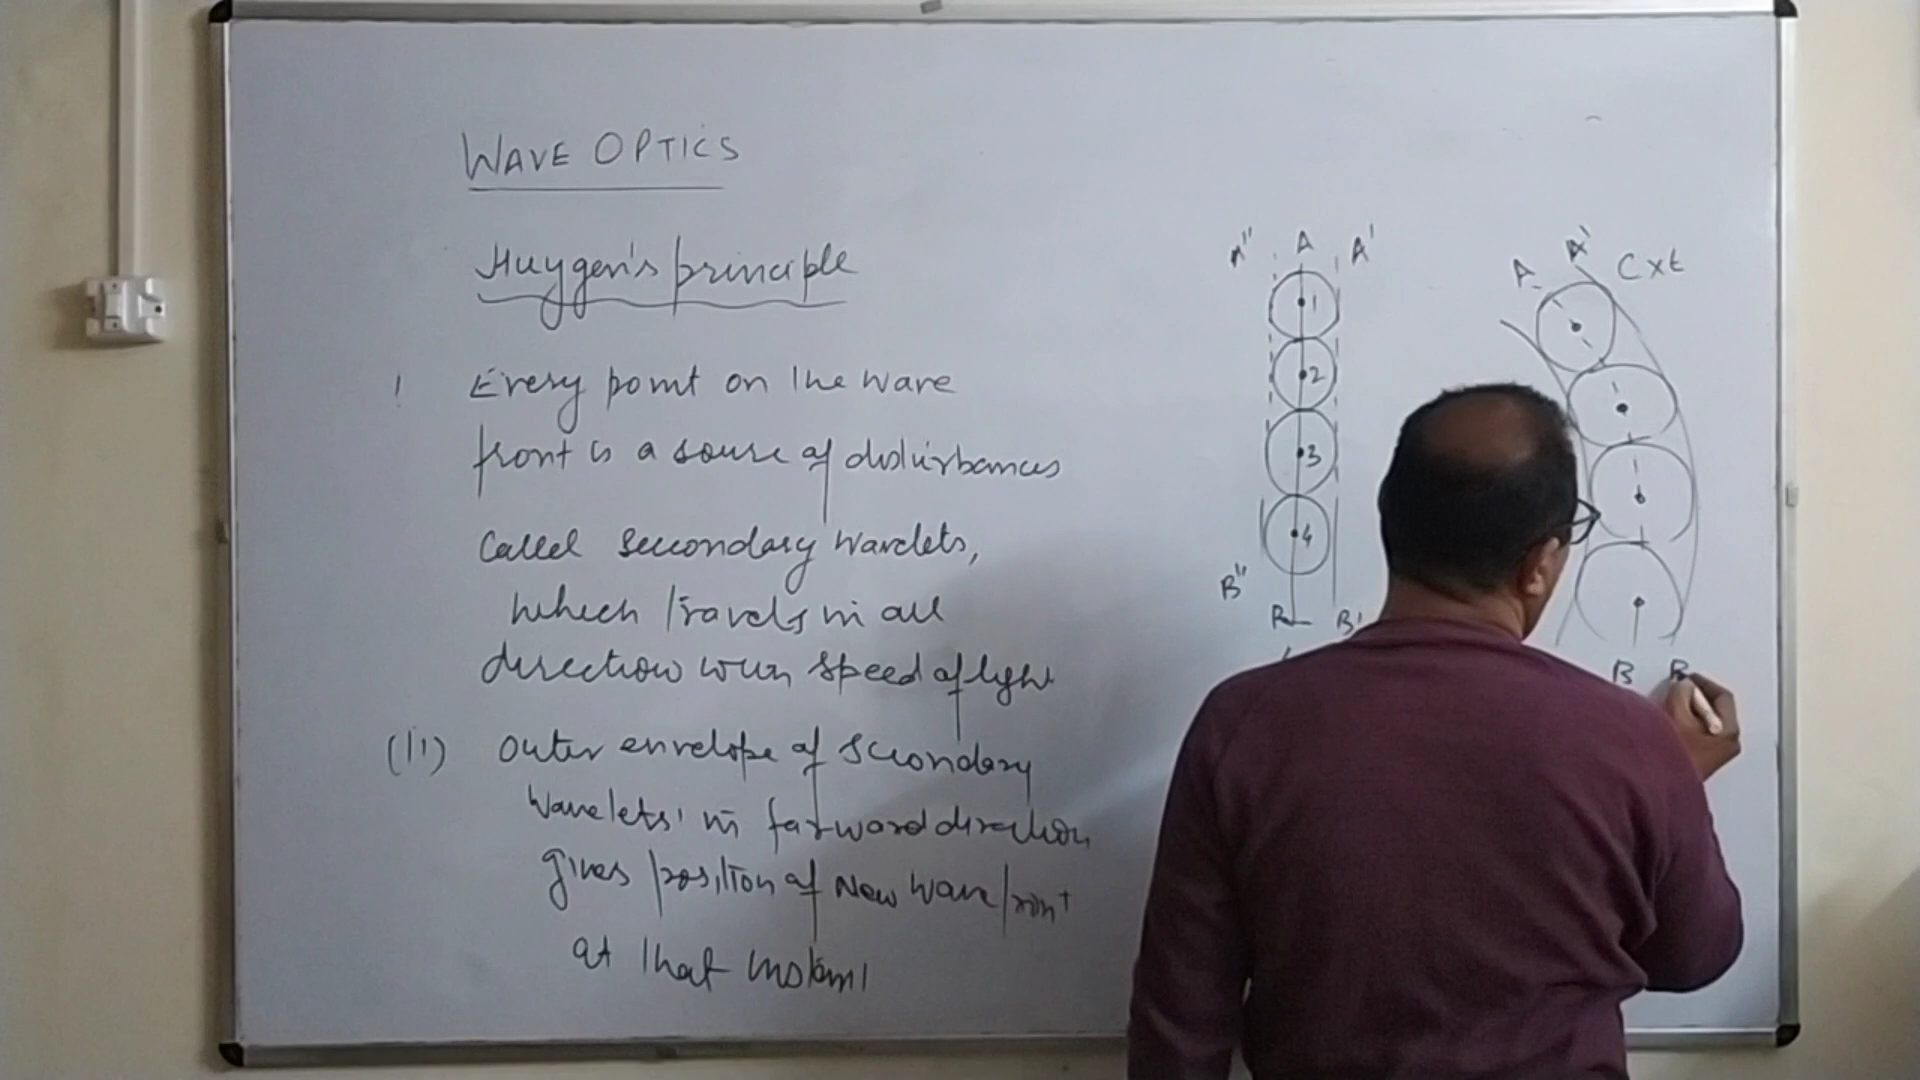 WAVE OPTICS
Huygen's principle
1 Every point on the wave
front is a sourse of disturbances
Called secondary wavelets,
which travels in all
direction with speed of light
(ii) Outer envelope of secondary
wavelets in forward direction
gives position of New wavefront
at that instant
A" A A'
1
2
3
4
B"
B B'
A A' C x t
B B